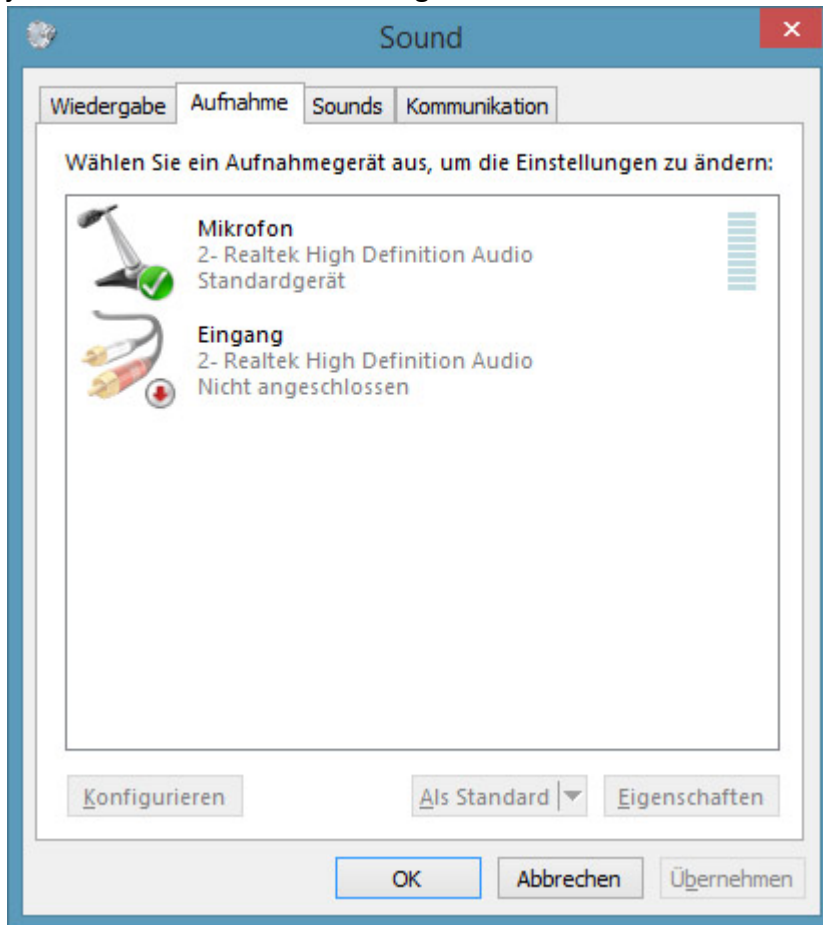 Sound
Wiedergabe Aufnahme Sounds Kommunikation
Wählen Sie ein Aufnahmegerät aus, um die Einstellungen zu ändern:
Mikrofon
2- Realtek High Definition Audio
Standardgerät
Eingang
2- Realtek High Definition Audio
Nicht angeschlossen
Konfigurieren Als Standard Eigenschaften
OK Abbrechen Übernehmen